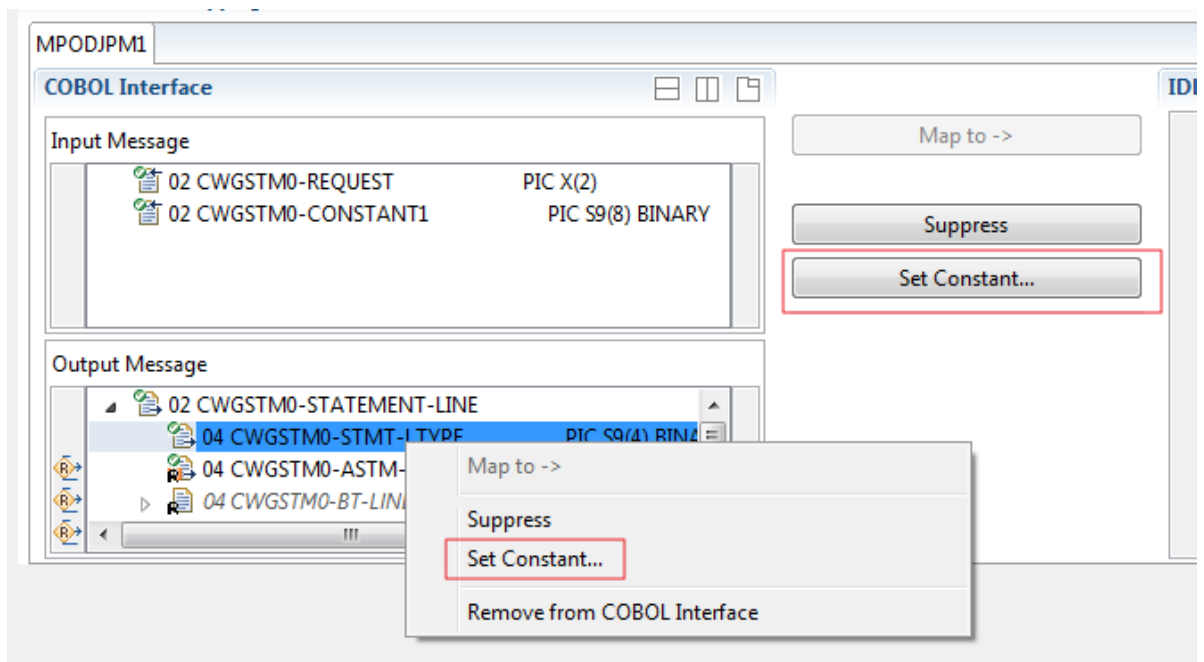 MPODJPM1
COBOL Interface
Input Message
02 CWGSTM0-REQUEST PIC X(2)
02 CWGSTM0-CONSTANT1 PIC S9(8) BINARY
Map to ->
Suppress
Set Constant...
Output Message
02 CWGSTM0-STATEMENT-LINE
04 CWGSTM0-STMT-LTYPE PIC S9(4) BINA
04 CWGSTM0-ASTM-
04 CWGSTM0-BT-LIN
Map to ->
Suppress
Set Constant...
Remove from COBOL Interface